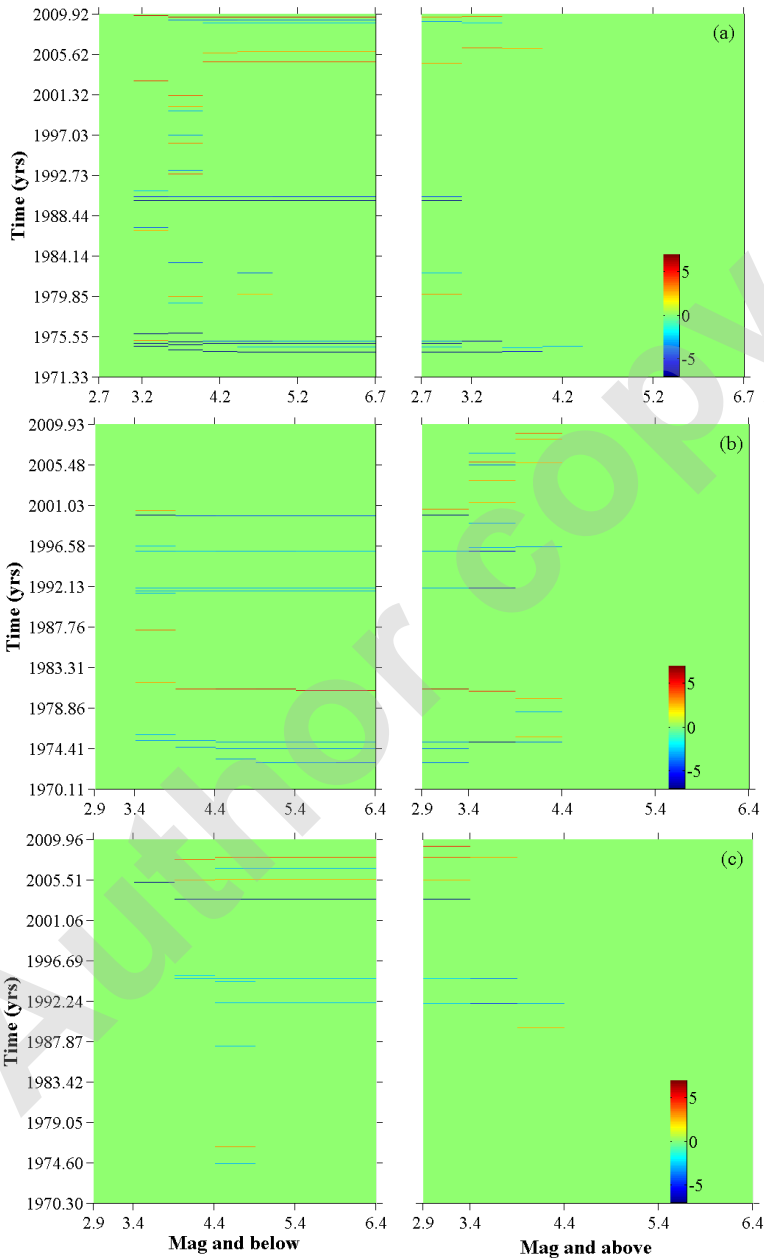 2009.92
2005.62
2001.32
1997.03
1992.73
1988.44
1984.14
1979.85
1975.55
1971.33
Time (yrs)
2.7 3.2 4.2 5.2 6.7
(a)
5
0
-5
2.7 3.2 4.2 5.2 6.7
2009.93
2005.48
2001.03
1996.58
1992.13
1987.76
1983.31
1978.86
1974.41
1970.11
Time (yrs)
2.9 3.4 4.4 5.4 6.4
(b)
5
0
-5
2.9 3.4 4.4 5.4 6.4
2009.96
2005.51
2001.06
1996.69
1992.24
1987.87
1983.42
1979.05
1974.60
1970.30
Time (yrs)
2.9 3.4 4.4 5.4 6.4
Mag and below
(c)
5
0
-5
2.9 3.4 4.4 5.4 6.4
Mag and above
Author copy